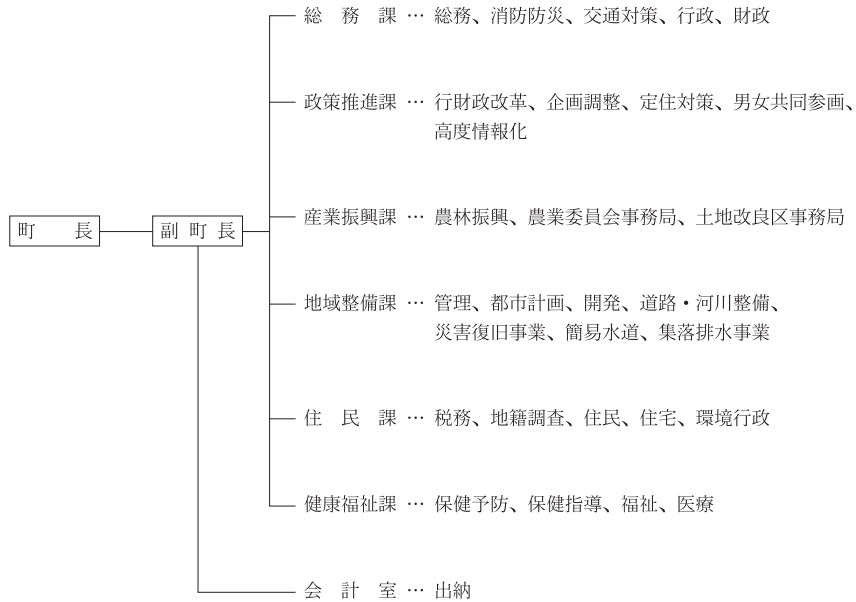 総務課 … 総務、消防防災、交通対策、行政、財政
政策推進課 … 行財政改革、企画調整、定住対策、男女共同参画、
高度情報化
産業振興課 … 農林振興、農業委員会事務局、土地改良区事務局
町長
副町長
地域整備課 … 管理、都市計画、開発、道路・河川整備、
災害復旧事業、簡易水道、集落排水事業
住民課 … 税務、地籍調査、住民、住宅、環境行政
健康福祉課 … 保健予防、保健指導、福祉、医療
会計室 … 出納